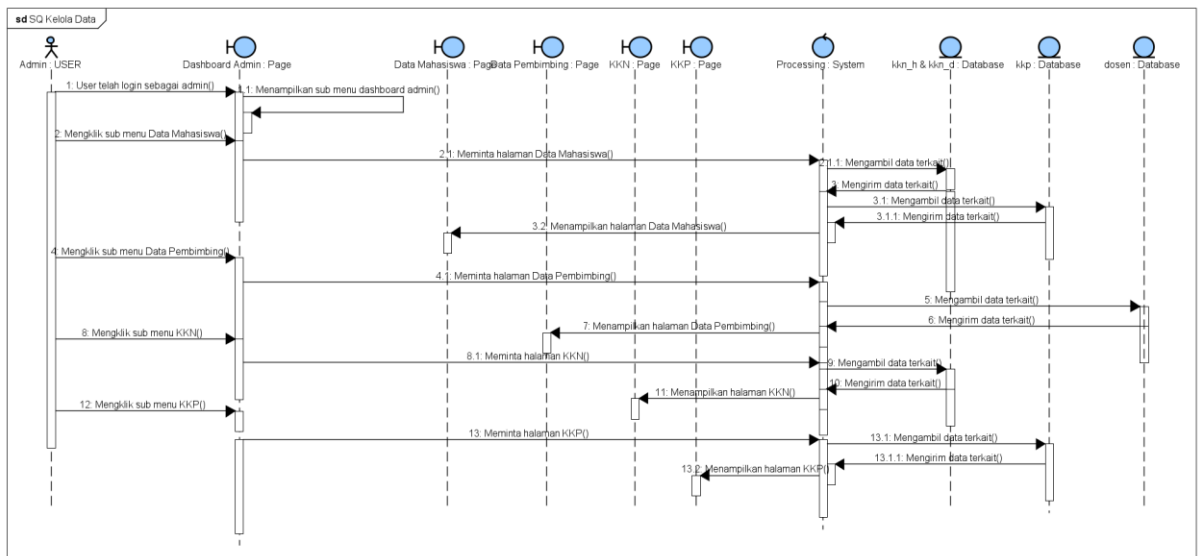 sd SQ Kelola Data
Admin : USER
Dashboard Admin : Page
Data Mahasiswa : Page
Data Pembimbing : Page
KKN : Page
KKP : Page
Processing : System
kkn_h & kkn_d : Database
kkp : Database
dosen : Database
1: User telah login sebagai admin()
1.1: Menampilkan sub menu dashboard admin()
2: Mengklik sub menu Data Mahasiswa()
2.1: Meminta halaman Data Mahasiswa()
2.1.1: Mengambil data terkait()
3: Mengirim data terkait()
3.1: Mengambil data terkait()
3.1.1: Mengirim data terkait()
3.2: Menampilkan halaman Data Mahasiswa()
4: Mengklik sub menu Data Pembimbing()
4.1: Meminta halaman Data Pembimbing()
5: Mengambil data terkait()
6: Mengirim data terkait()
7: Menampilkan halaman Data Pembimbing()
8: Mengklik sub menu KKN()
8.1: Meminta halaman KKN()
9: Mengambil data terkait()
10: Mengirim data terkait()
11: Menampilkan halaman KKN()
12: Mengklik sub menu KKP()
13: Meminta halaman KKP()
13.1: Mengambil data terkait()
13.1.1: Mengirim data terkait()
13.2: Menampilkan halaman KKP()